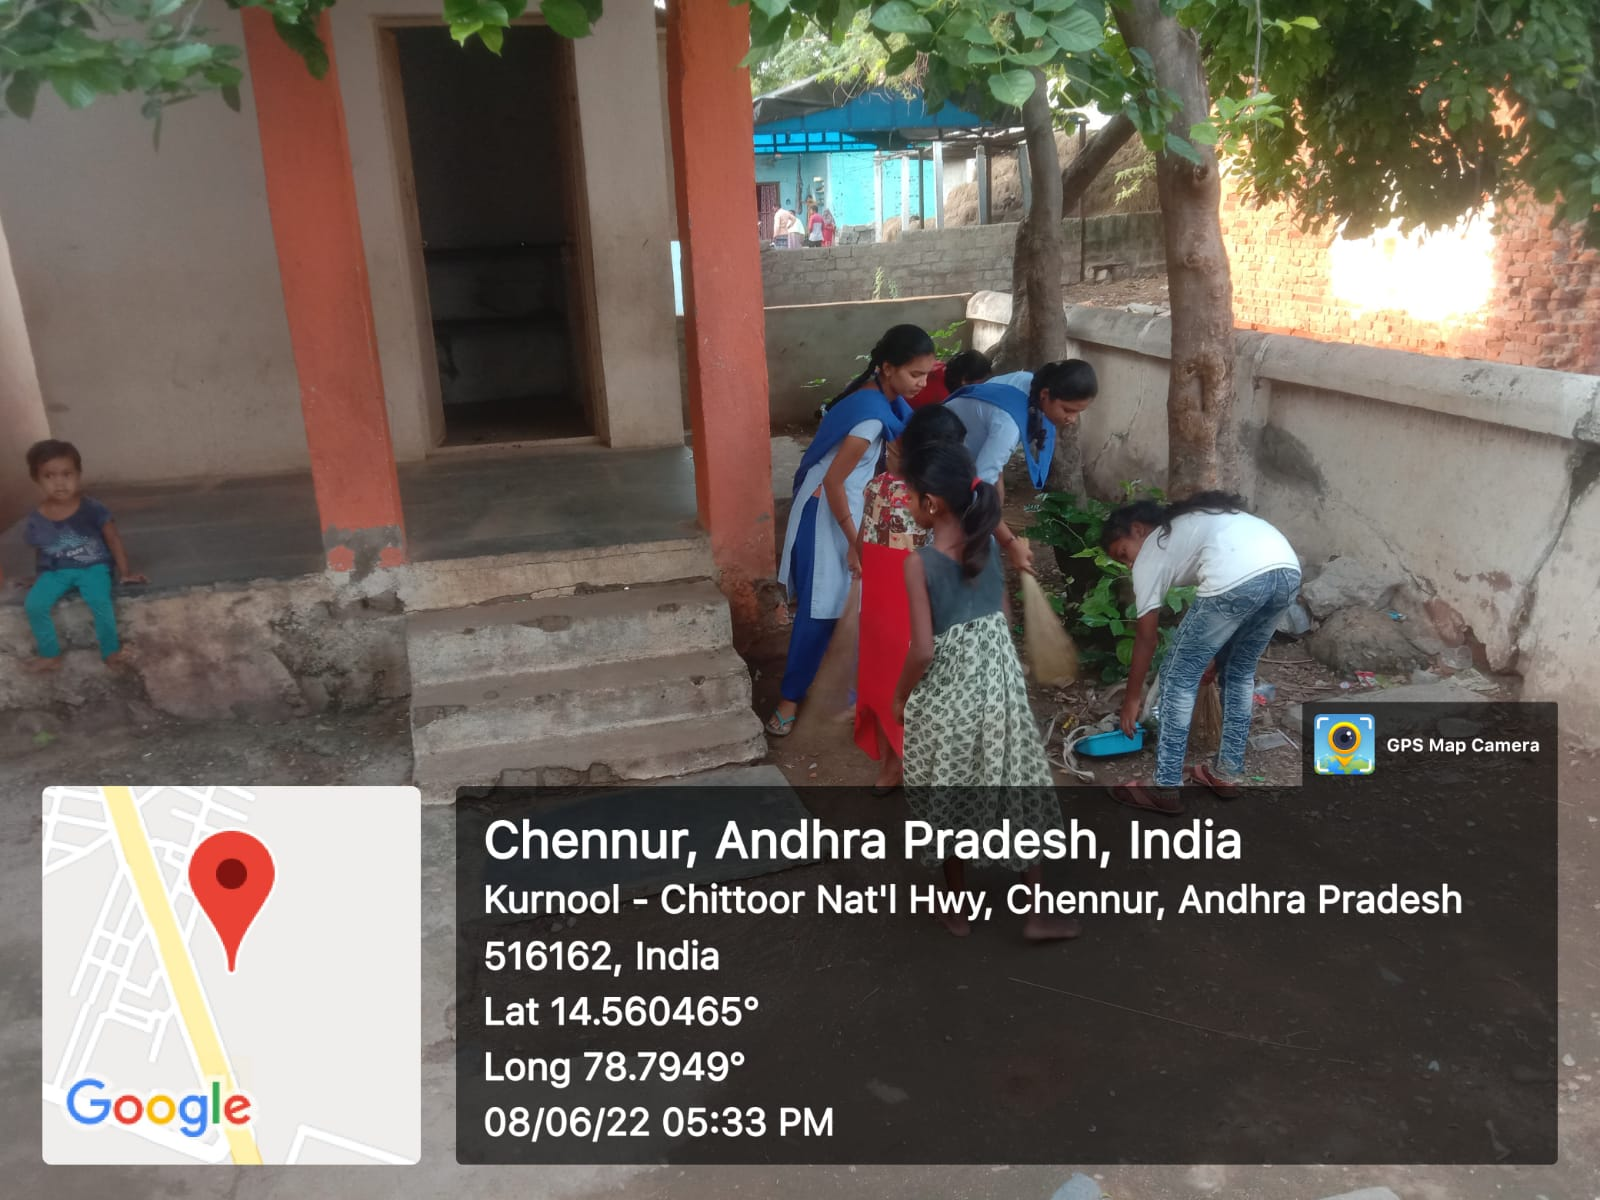 GPS Map Camera
Chennur, Andhra Pradesh, India
Kurnool - Chittoor Nat'l Hwy, Chennur, Andhra Pradesh
516162, India
Lat 14.560465°
Long 78.7949°
08/06/22 05:33 PM
Google